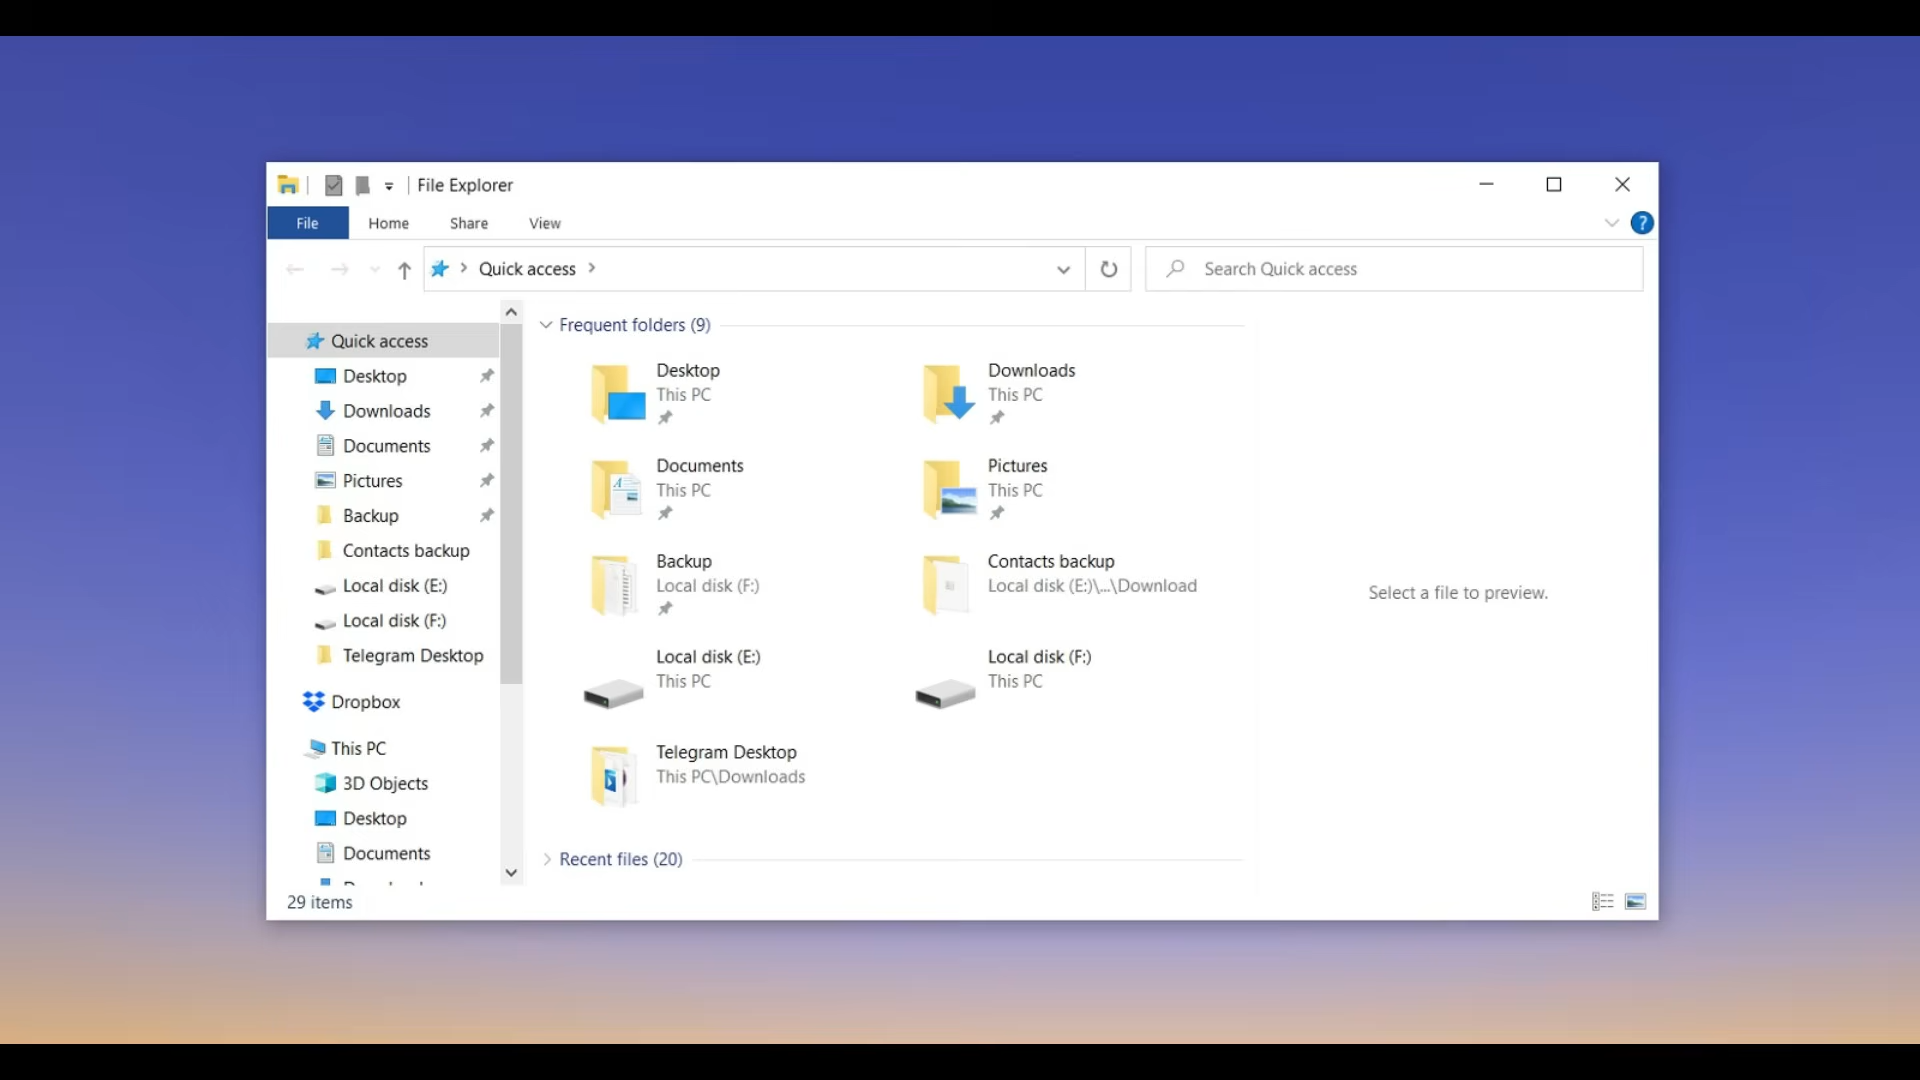 File Explorer
File Home Share View
?
Quick access
Search Quick access
Quick access
Desktop
Downloads
Documents
Pictures
Backup
Contacts backup
Local disk (E:)
Local disk (F:)
Telegram Desktop
Dropbox
This PC
3D Objects
Desktop
Documents
Frequent folders (9)
Desktop
This PC
Downloads
This PC
Documents
This PC
Pictures
This PC
Backup
Local disk (F:)
Contacts backup
Local disk (E:)\...\Download
Local disk (E:)
This PC
Local disk (F:)
This PC
Telegram Desktop
This PC\Downloads
Recent files (20)
Select a file to preview.
29 items